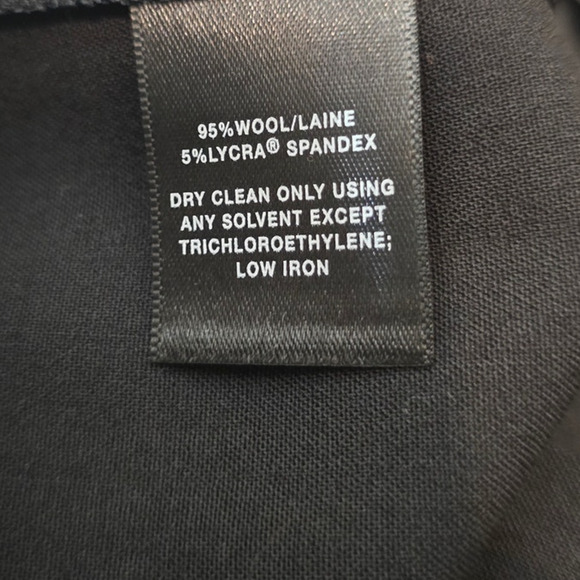 95%WOOL/LAINE
5%LYCRA® SPANDEX
DRY CLEAN ONLY USING
ANY SOLVENT EXCEPT
TRICHLOROETHYLENE;
LOW IRON